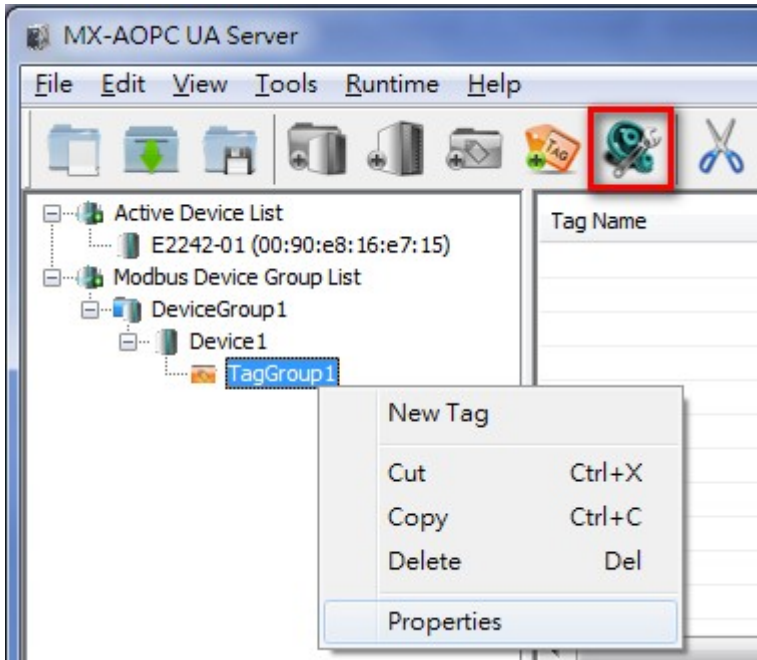 MX-AOPC UA Server
File Edit View Tools Runtime Help
TAG
Active Device List
E2242-01 (00:90:e8:16:e7:15)
Modbus Device Group List
DeviceGroup1
Device1
TagGroup1
Tag Name
New Tag
Cut Ctrl+X
Copy Ctrl+C
Delete Del
Properties